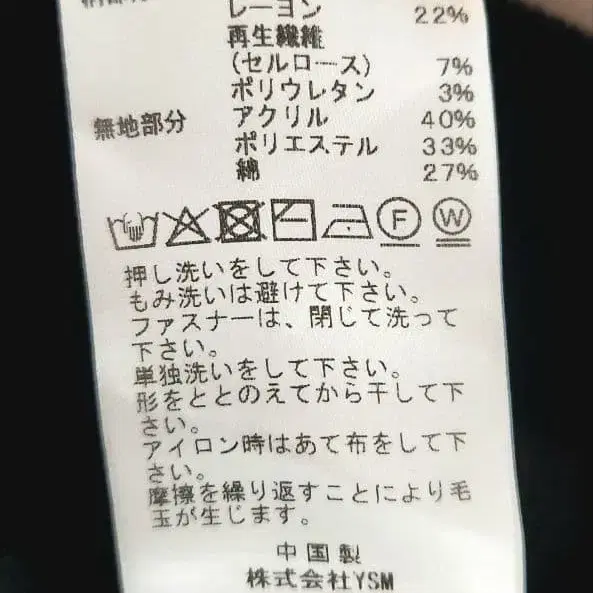 レーヨン 22%
再生繊維
(セルロース) 7%
ポリウレタン 3%
無地部分 アクリル 40%
ポリエステル 33%
綿 27%
F W
押し洗いをして下さい。
もみ洗いは避けて下さい。
ファスナーは、閉じて洗って
下さい。
単独洗いをして下さい。
形をととのえてから干して下
さい。
アイロン時はあて布をして下
さい。
摩擦を繰り返すことにより毛
玉が生じます。
中国製
株式会社YSM